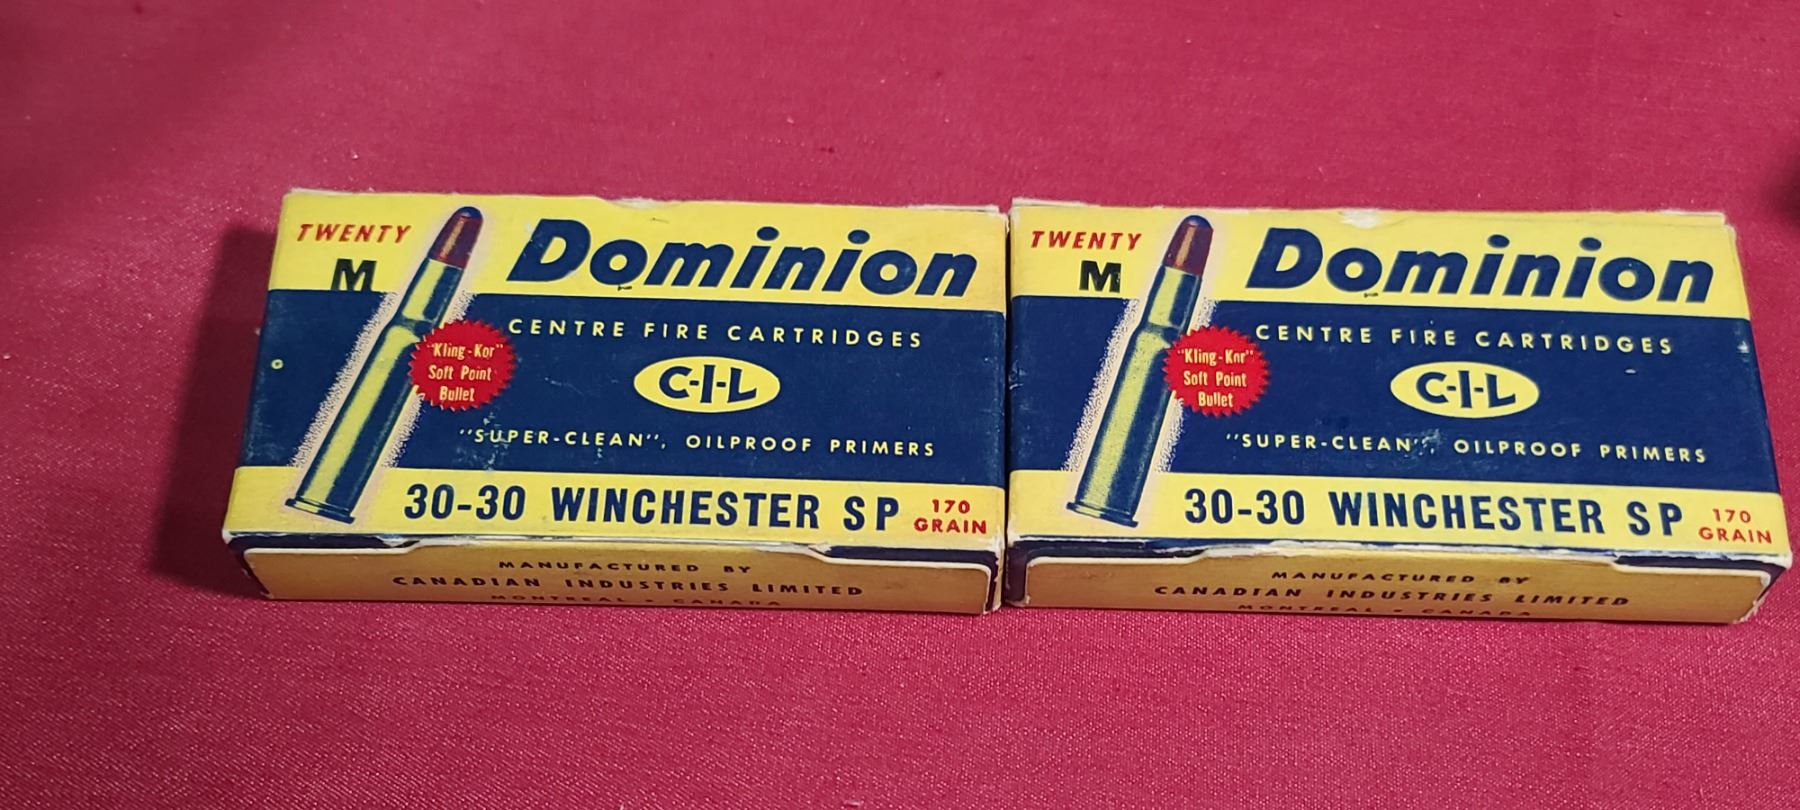 TWENTY
M
Dominion
CENTRE FIRE CARTRIDGES
"Kling-Kor"
Soft Point
Bullet
C-I-L
"SUPER-CLEAN", OILPROOF PRIMERS
30-30 WINCHESTER SP
170
GRAIN
MANUFACTURED BY
CANADIAN INDUSTRIES LIMITED
MONTREAL • CANADA
TWENTY
M
Dominion
CENTRE FIRE CARTRIDGES
"Kling-Kor"
Soft Point
Bullet
C-I-L
"SUPER-CLEAN", OILPROOF PRIMERS
30-30 WINCHESTER SP
170
GRAIN
MANUFACTURED BY
CANADIAN INDUSTRIES LIMITED
MONTREAL • CANADA